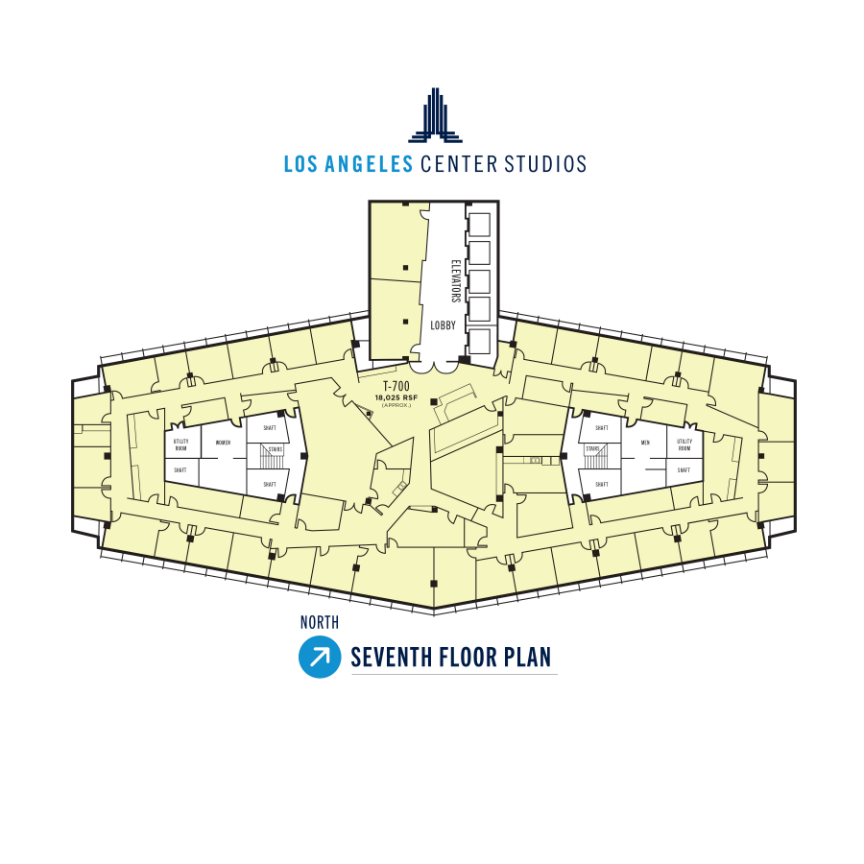 LOS ANGELES CENTER STUDIOS
ELEVATORS
LOBBY
T-700
18,025 RSF
(APPROX.)
SHAFT
UTILITY
ROOM
WOMEN
STAIRS
SHAFT
SHAFT
SHAFT
STAIRS
MEN
UTILITY
ROOM
SHAFT
SHAFT
NORTH
SEVENTH FLOOR PLAN